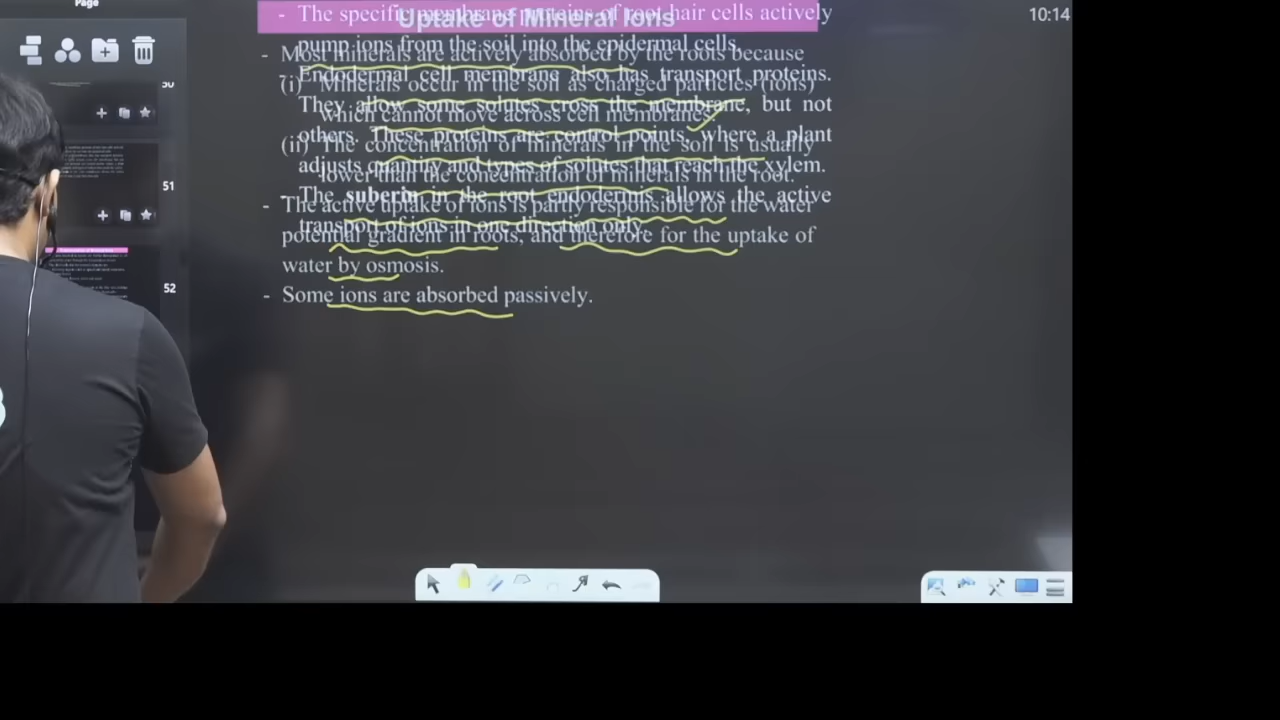 Page
10:14
- The specific membrane proteins of root hair cells actively
Uptake of Mineral Ions
pump ions from the soil into the epidermal cells.
- Most minerals are actively absorbed by the roots because
- Endodermal cell membrane also has transport proteins.
(i) Minerals occur in the soil as charged particles (ions)
They allow some solutes cross the membrane, but not
which cannot move across cell membranes
others. These proteins are control points, where a plant
(ii) The concentration of minerals in the soil is usually
adjusts quantity and types of solutes that reach the xylem.
lower than the concentration of minerals in the root.
- The suberin in the root endodermis allows the active
- The active uptake of ions is partly responsible for the water
transport of ions in one direction only.
potential gradient in roots, and therefore for the uptake of
water by osmosis.
- Some ions are absorbed passively.
50
51
52